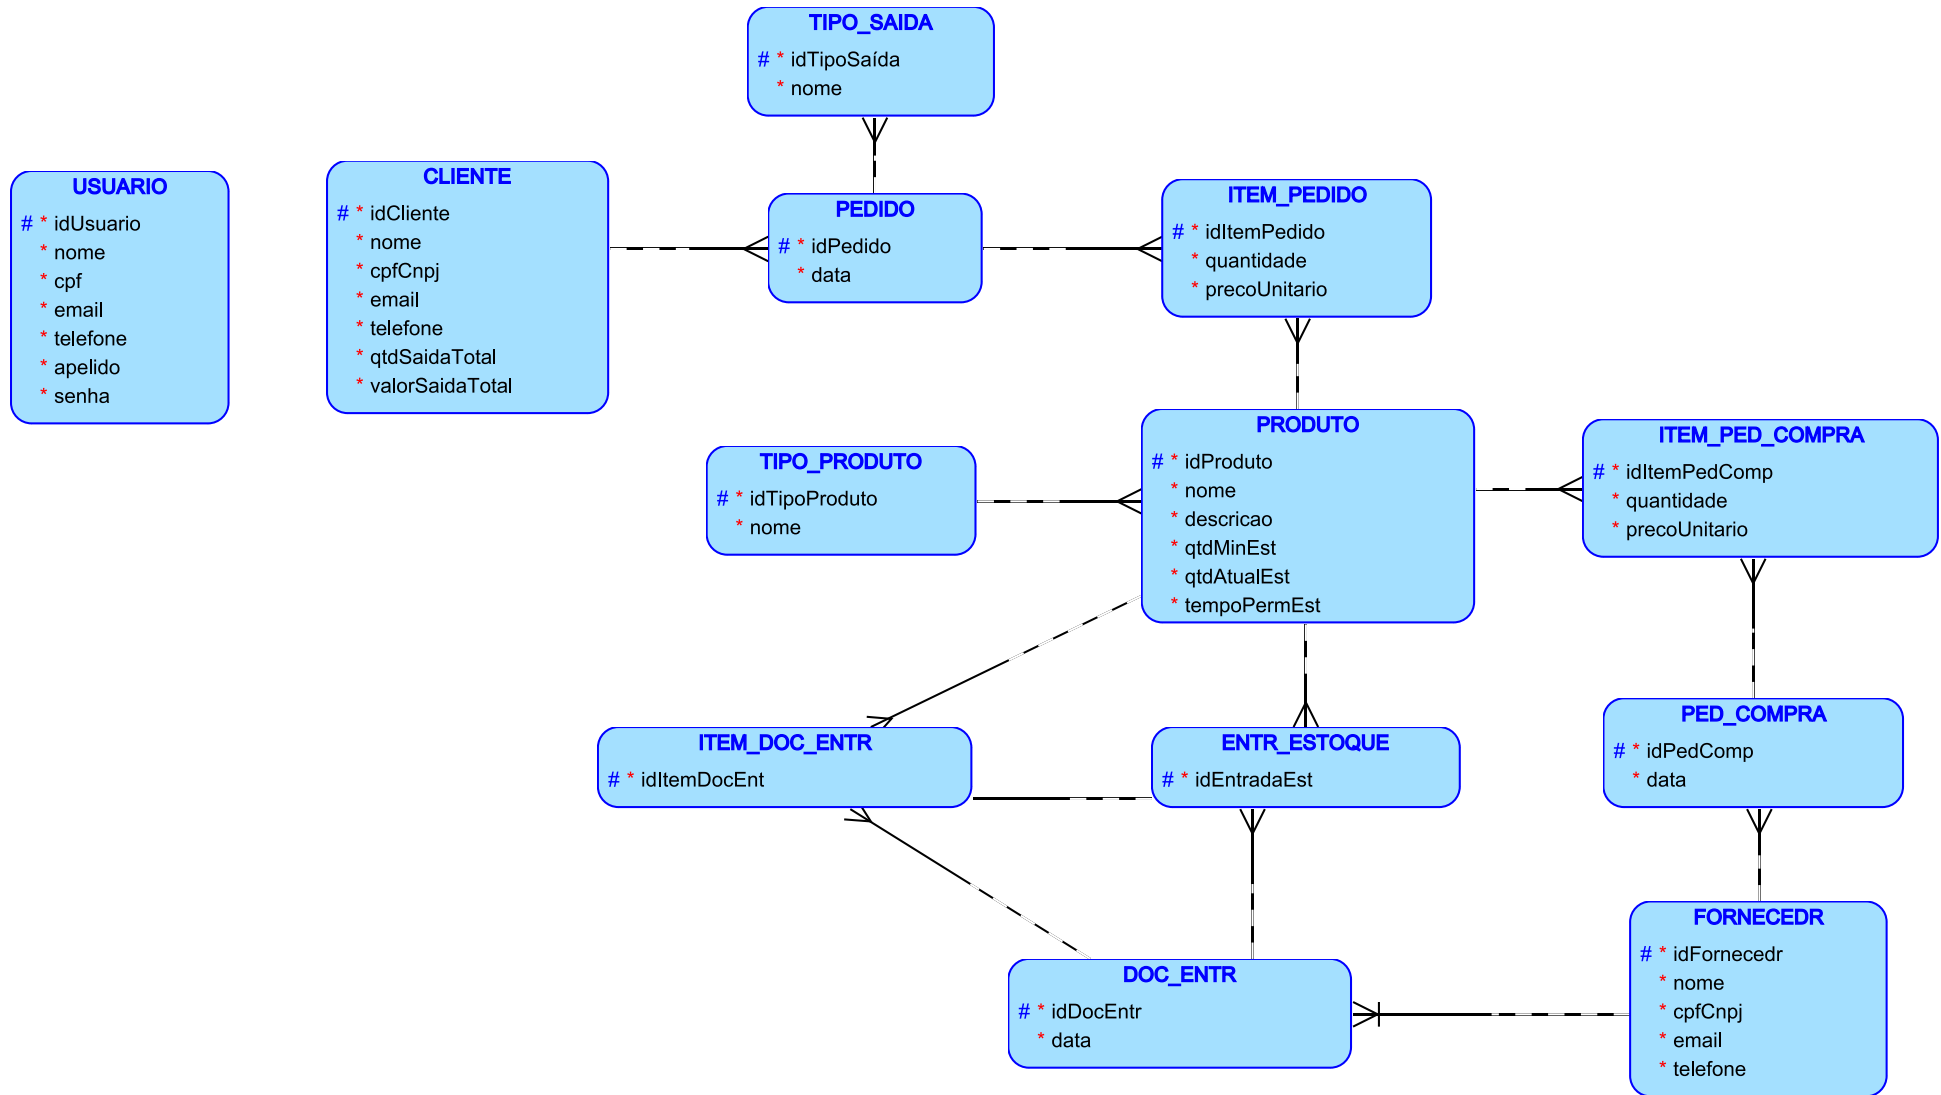 TIPO_SAIDA
# * idTipoSaída
* nome
USUARIO
# * idUsuario
* nome
* cpf
* email
* telefone
* apelido
* senha
CLIENTE
# * idCliente
* nome
* cpfCnpj
* email
* telefone
* qtdSaidaTotal
* valorSaidaTotal
PEDIDO
# * idPedido
* data
ITEM_PEDIDO
# * idItemPedido
* quantidade
* precoUnitario
TIPO_PRODUTO
# * idTipoProduto
* nome
PRODUTO
# * idProduto
* nome
* descricao
* qtdMinEst
* qtdAtualEst
* tempoPermEst
ITEM_PED_COMPRA
# * idItemPedComp
* quantidade
* precoUnitario
ITEM_DOC_ENTR
# * idItemDocEnt
ENTR_ESTOQUE
# * idEntradaEst
PED_COMPRA
# * idPedComp
* data
DOC_ENTR
# * idDocEntr
* data
FORNECEDR
# * idFornecedr
* nome
* cpfCnpj
* email
* telefone